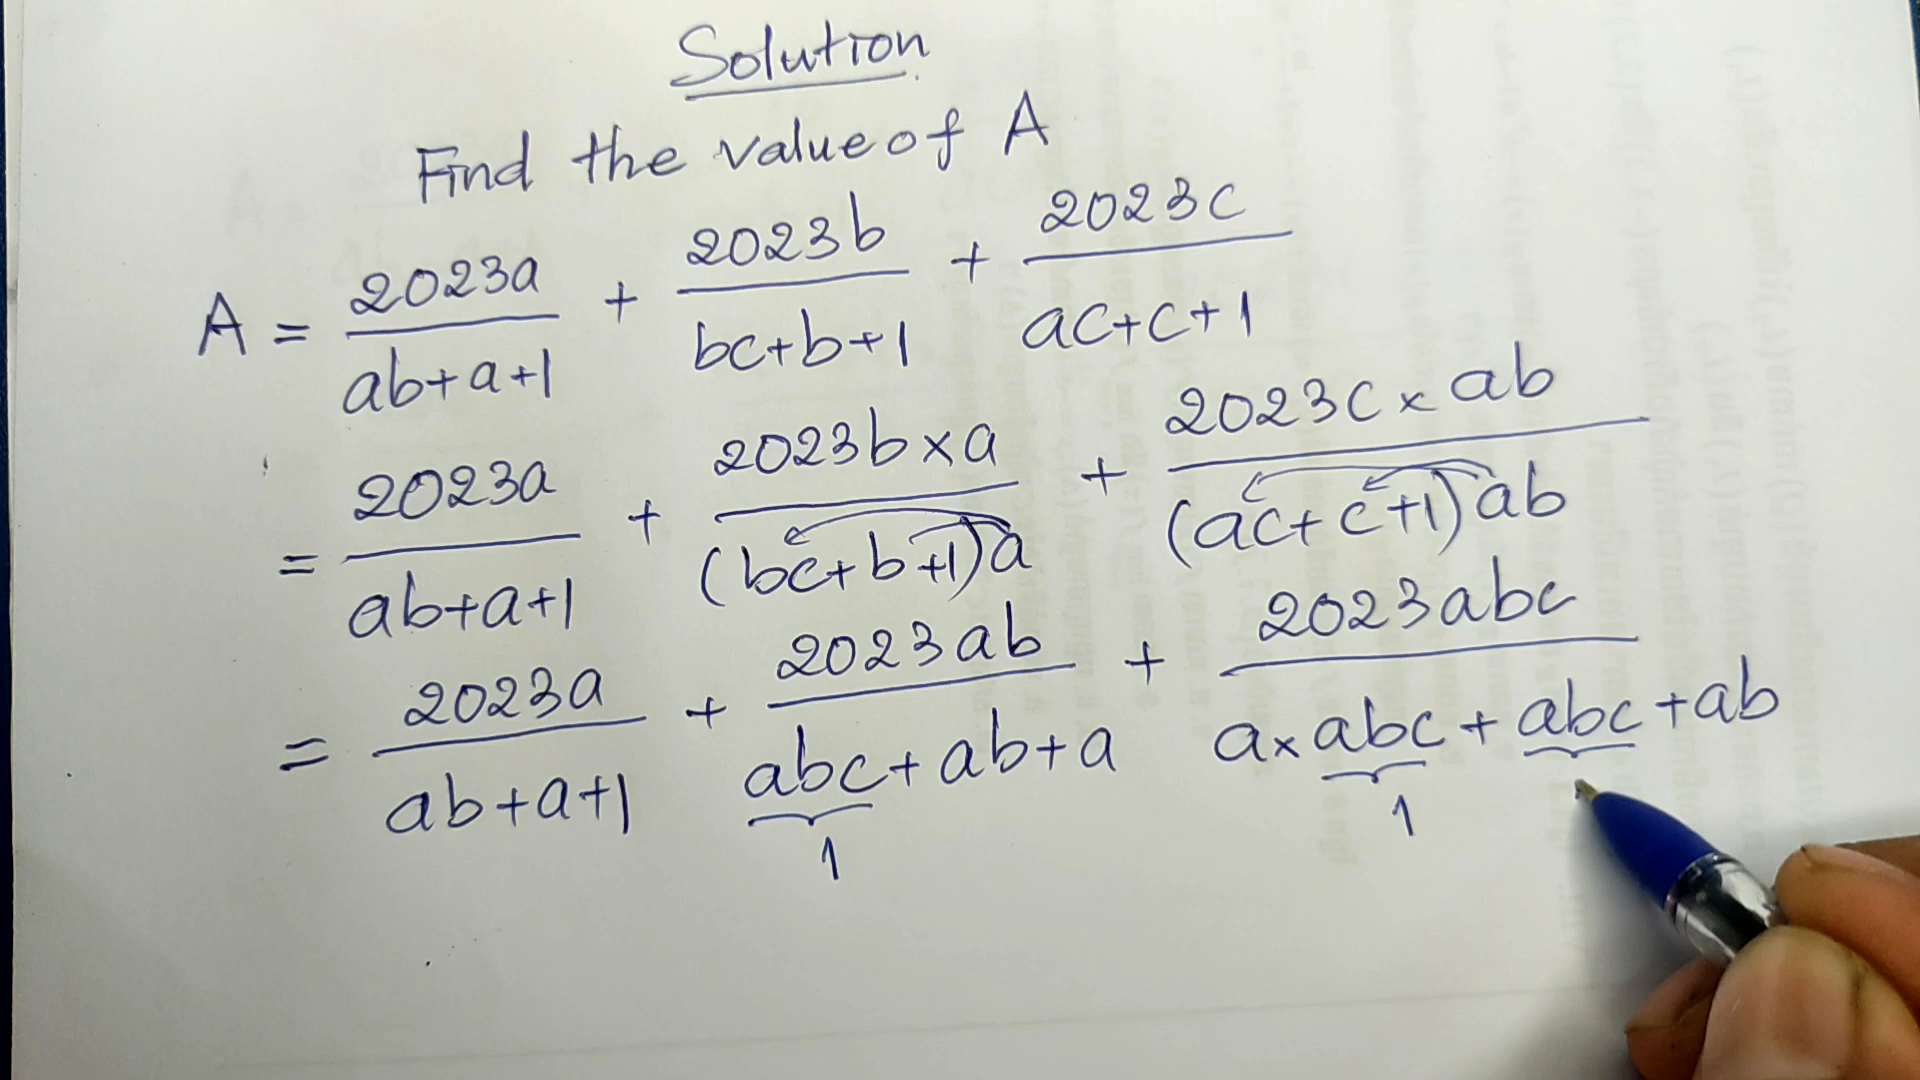 Solution
Find the value of A
A = 2023a/(ab+a+1) + 2023b/(bc+b+1) + 2023c/(ac+c+1)
= 2023a/(ab+a+1) + 2023b×a/((bc+b+1)a) + 2023c×ab/((ac+c+1)ab)
= 2023a/(ab+a+1) + 2023ab/(abc+ab+a) + 2023abc/(a×abc+abc+ab)
1 1